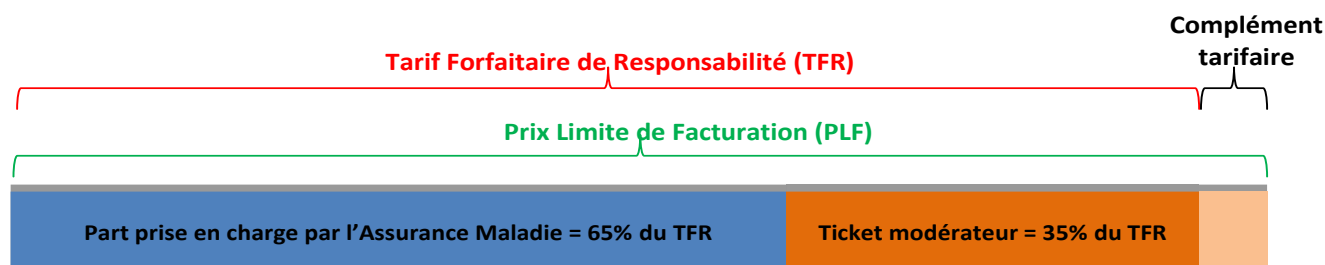 Complément
tarifaire
Tarif Forfaitaire de Responsabilité (TFR)
Prix Limite de Facturation (PLF)
Part prise en charge par l’Assurance Maladie = 65% du TFR
Ticket modérateur = 35% du TFR